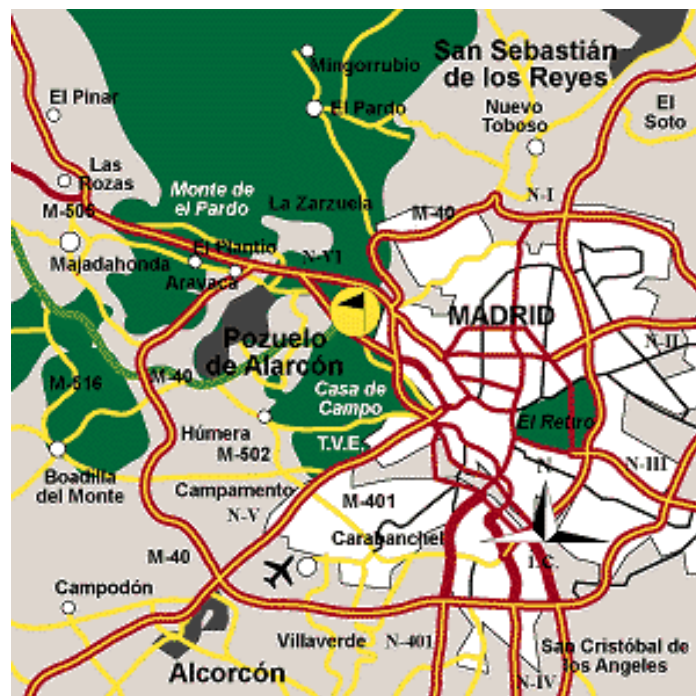 San Sebastián
de los Reyes
Mingorrubio
El Pinar
El Pardo
Nuevo
Toboso
El
Soto
Las
Rozas
Monte de
el Pardo
La Zarzuela
N-I
M-506
M-40
El Plantio
N-VI
Majadahonda
Aravaca
MADRID
Pozuelo
de Alarcón
N-II
M-516
M-40
Casa de
Campo
El Retiro
Húmera
T.V.E.
M-502
N
N-III
Boadilla
del Monte
Campamento
M-401
N-V
Carabanchel
M-40
I.C.
Campodón
Villaverde
N-401
San Cristóbal de
los Angeles
Alcorcón
N-IV